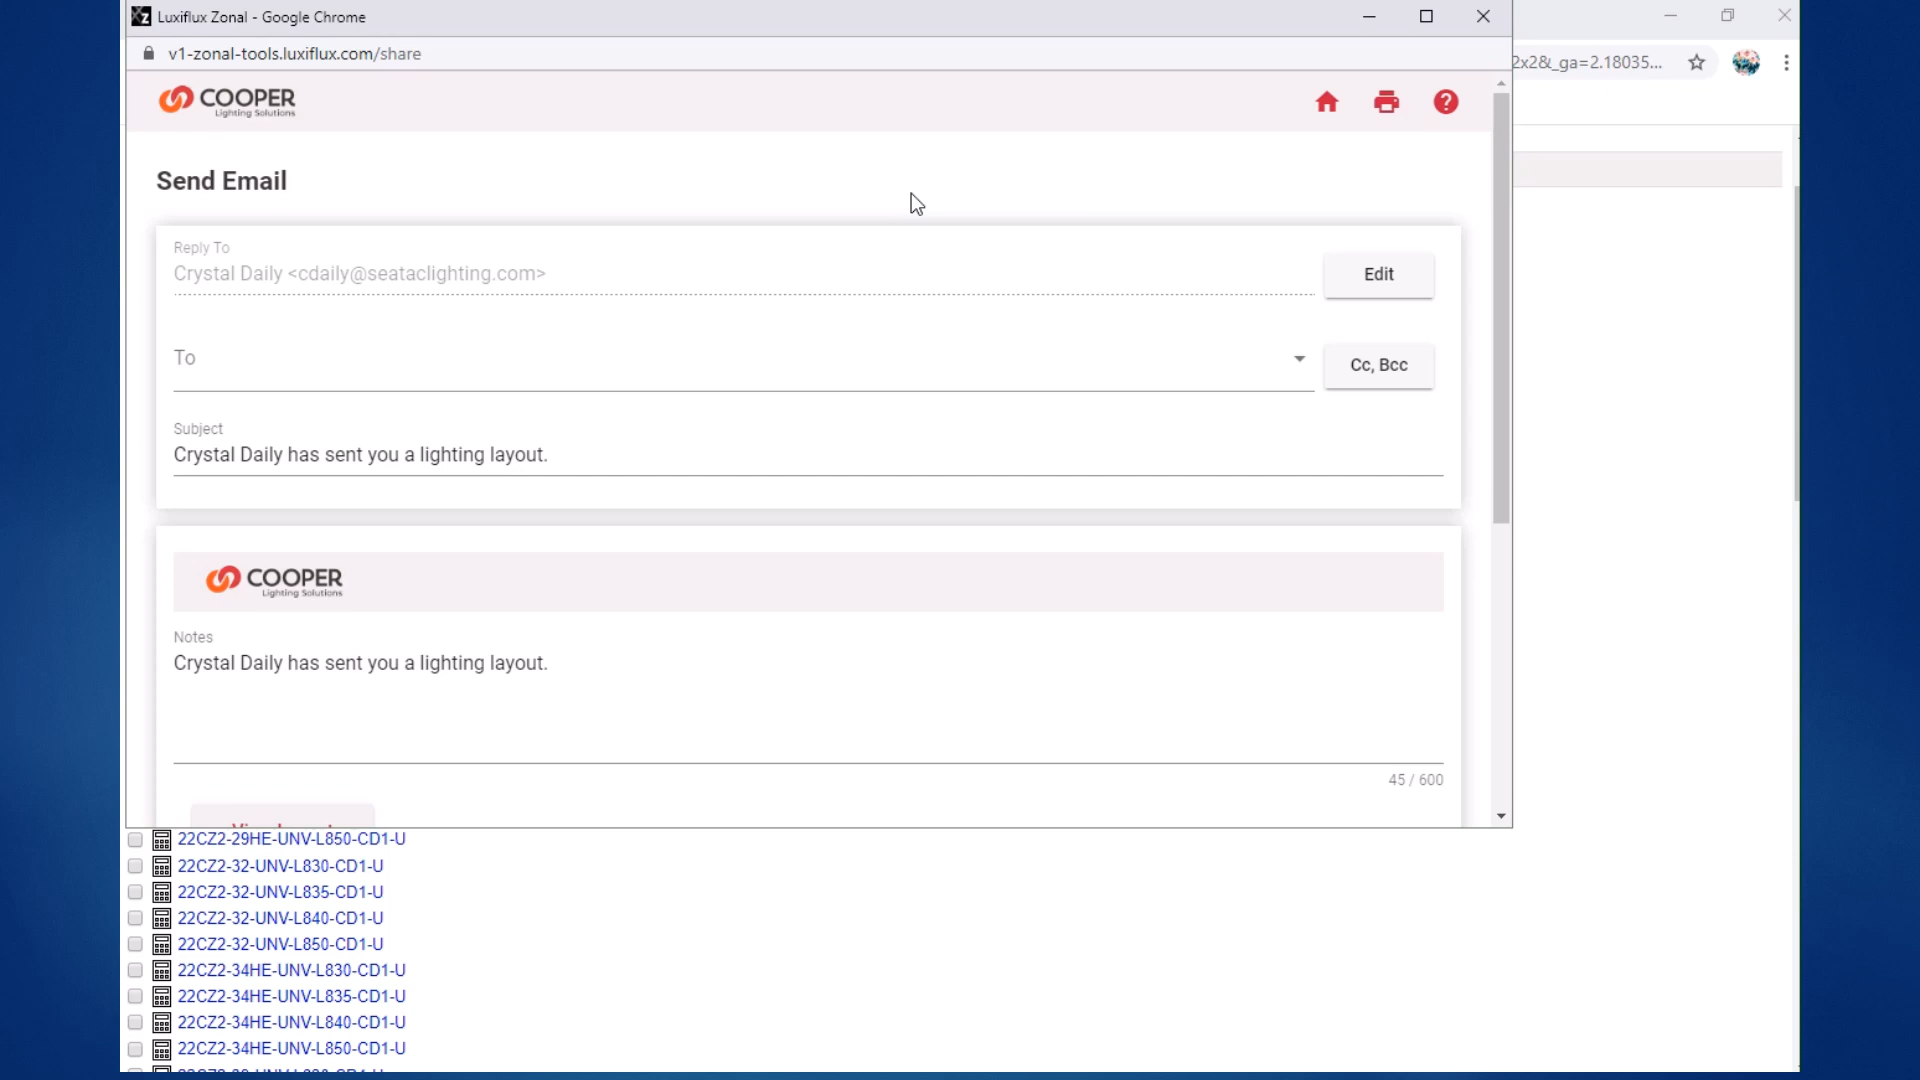 Luxiflux Zonal - Google Chrome
v1-zonal-tools.luxiflux.com/share
2x2&_ga=2.18035...
COOPER
Lighting Solutions
Send Email
Reply To
Crystal Daily <cdaily@seataclighting.com>
Edit
To
Cc, Bcc
Subject
Crystal Daily has sent you a lighting layout.
COOPER
Lighting Solutions
Notes
Crystal Daily has sent you a lighting layout.
45 / 600
22CZ2-29HE-UNV-L850-CD1-U
22CZ2-32-UNV-L830-CD1-U
22CZ2-32-UNV-L835-CD1-U
22CZ2-32-UNV-L840-CD1-U
22CZ2-32-UNV-L850-CD1-U
22CZ2-34HE-UNV-L830-CD1-U
22CZ2-34HE-UNV-L835-CD1-U
22CZ2-34HE-UNV-L840-CD1-U
22CZ2-34HE-UNV-L850-CD1-U